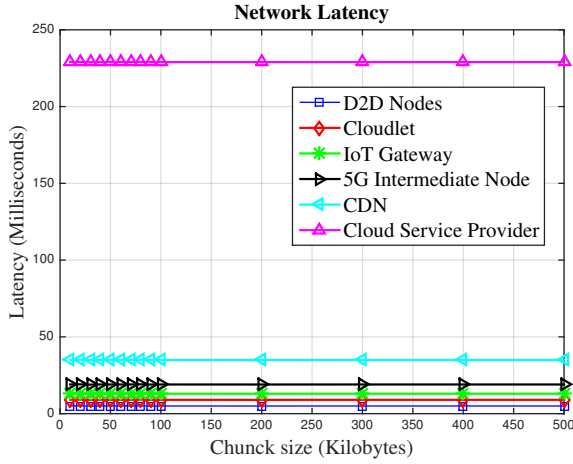 Network Latency
250
200
150
100
50
0
Latency (Milliseconds)
D2D Nodes
Cloudlet
IoT Gateway
5G Intermediate Node
CDN
Cloud Service Provider
0 50 100 150 200 250 300 350 400 450 500
Chunck size (Kilobytes)